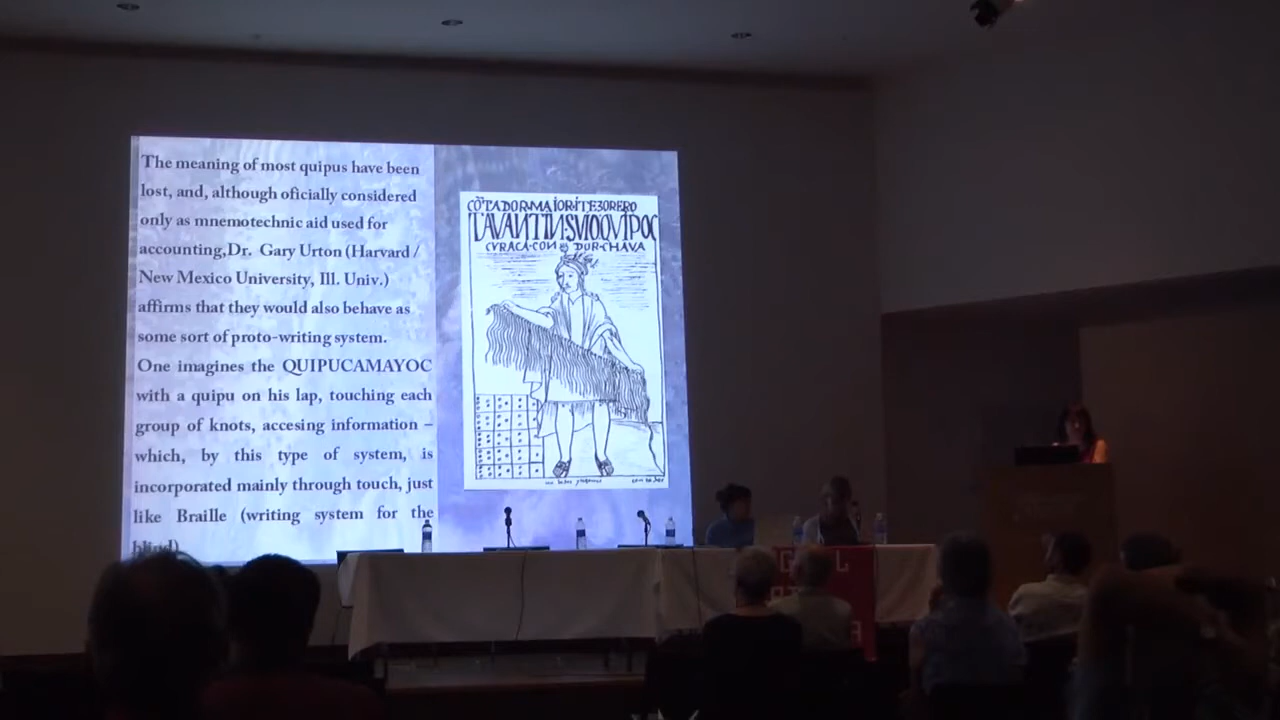 The meaning of most quipus have been
lost, and, although oficially considered
only as mnemotechnic aid used for
accounting,Dr. Gary Urton (Harvard /
New Mexico University, Ill. Univ.)
affirms that they would also behave as
some sort of proto-writing system.
One imagines the QUIPUCAMAYOC
with a quipu on his lap, touching each
group of knots, accesing information –
which, by this type of system, is
incorporated mainly through touch, just
like Braille (writing system for the
blind)
CŌTADOR·MAIOR·ITEZORERO
TAVANTINSVIOQVIPOC
CVRACA·CON DOR·CHAVA